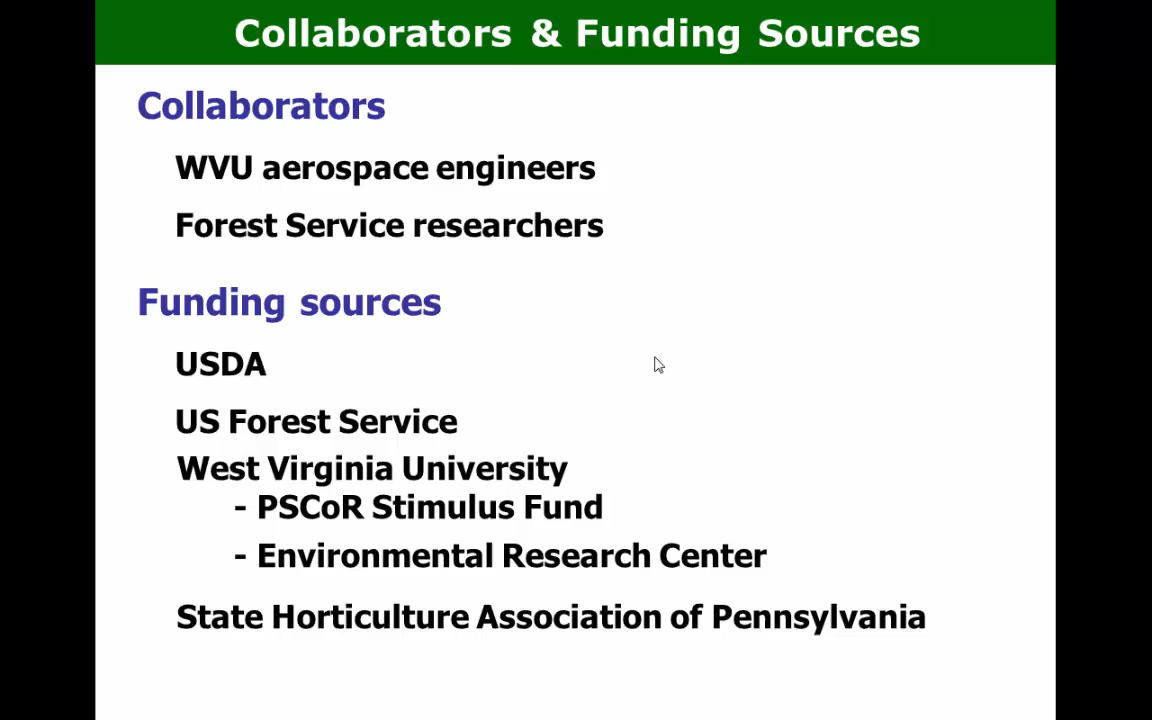 Collaborators & Funding Sources
Collaborators
WVU aerospace engineers
Forest Service researchers
Funding sources
USDA
US Forest Service
West Virginia University
- PSCoR Stimulus Fund
- Environmental Research Center
State Horticulture Association of Pennsylvania